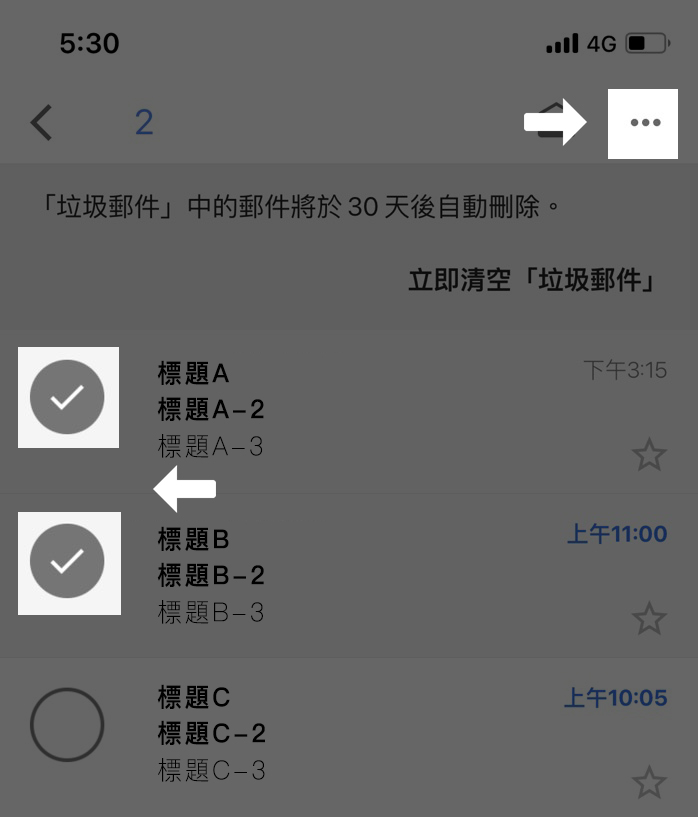 5:30 4G
2
「垃圾郵件」中的郵件將於 30 天後自動刪除。
立即清空「垃圾郵件」
標題A 下午3:15
標題A-2
標題A-3
標題B 上午11:00
標題B-2
標題B-3
標題C 上午10:05
標題C-2
標題C-3